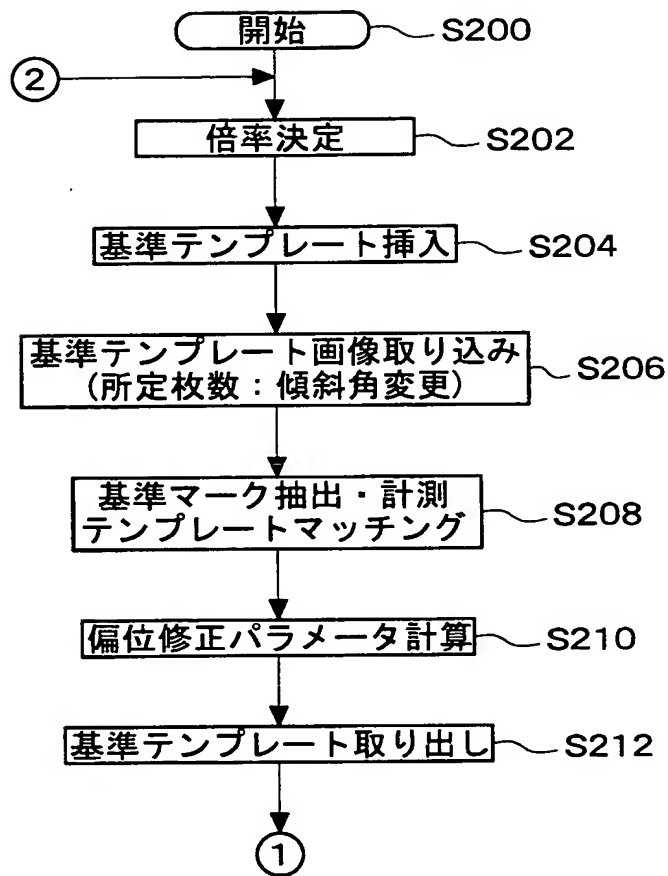 開始 S200
②
倍率決定 S202
基準テンプレート挿入 S204
基準テンプレート画像取り込み
(所定枚数:傾斜角変更) S206
基準マーク抽出・計測
テンプレートマッチング S208
偏位修正パラメータ計算 S210
基準テンプレート取り出し S212
①